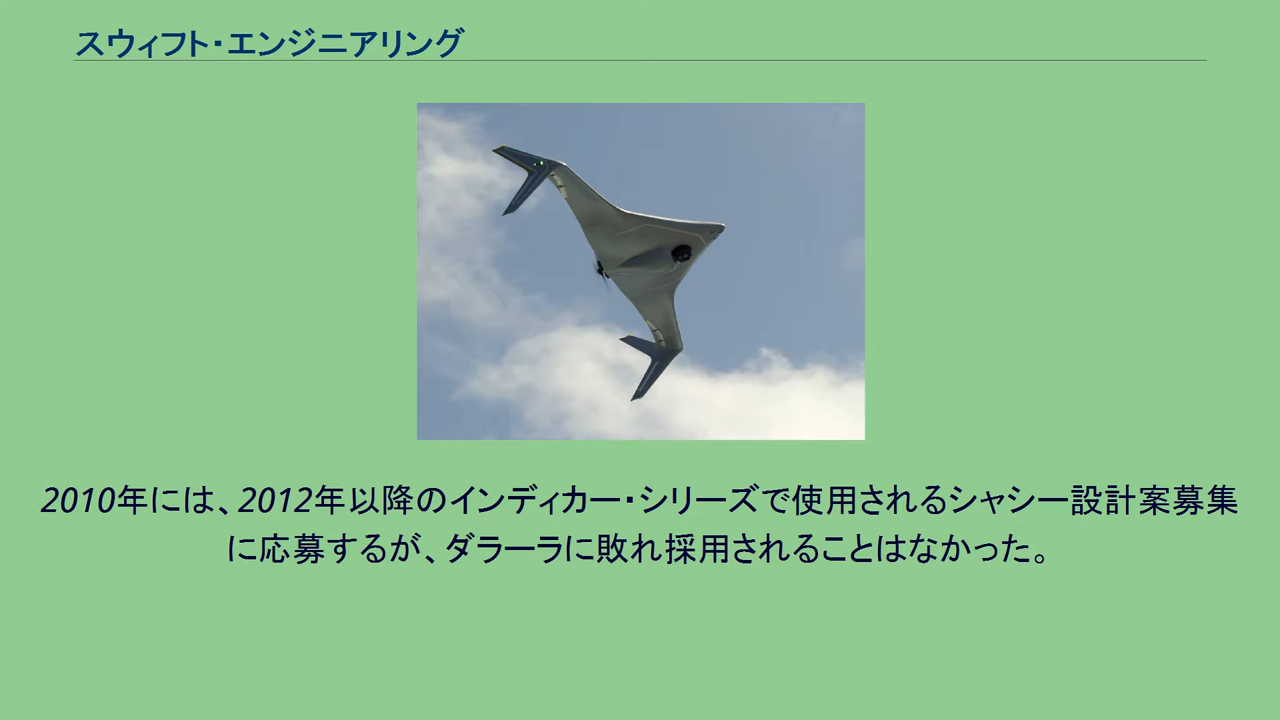 スウィフト・エンジニアリング
2010年には、2012年以降のインディカー・シリーズで使用されるシャシー設計案募集
に応募するが、ダラーラに敗れ採用されることはなかった。